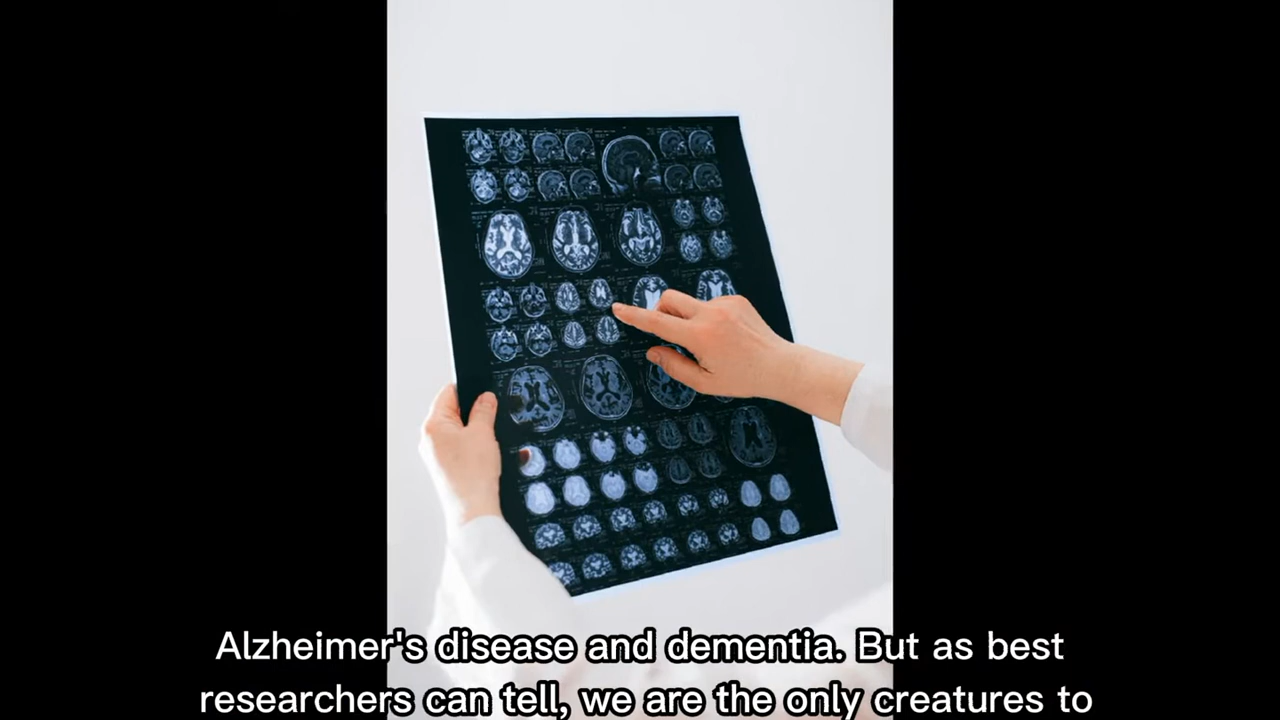 Alzheimer's disease and dementia. But as best
researchers can tell, we are the only creatures to